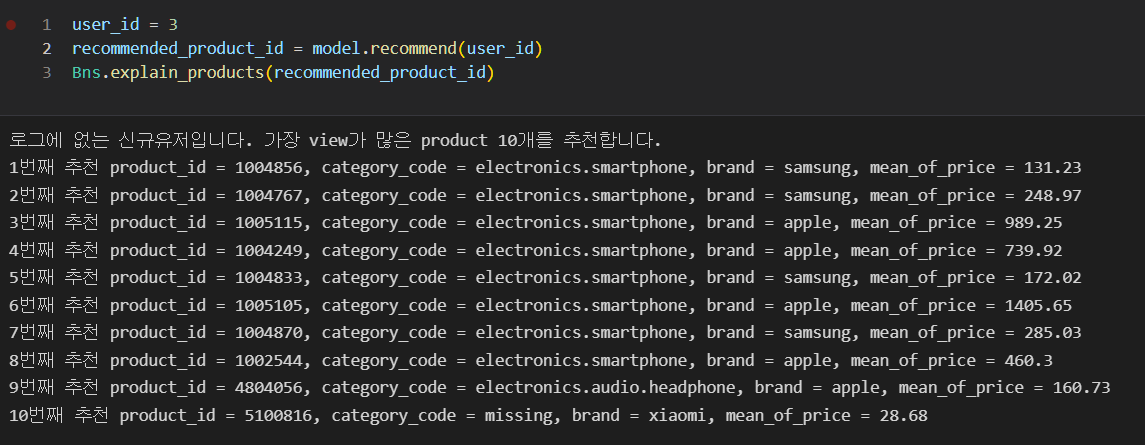 1 user_id = 3
2 recommended_product_id = model.recommend(user_id)
3 Bns.explain_products(recommended_product_id)
로그에 없는 신규유저입니다. 가장 view가 많은 product 10개를 추천합니다.
1번째 추천 product_id = 1004856, category_code = electronics.smartphone, brand = samsung, mean_of_price = 131.23
2번째 추천 product_id = 1004767, category_code = electronics.smartphone, brand = samsung, mean_of_price = 248.97
3번째 추천 product_id = 1005115, category_code = electronics.smartphone, brand = apple, mean_of_price = 989.25
4번째 추천 product_id = 1004249, category_code = electronics.smartphone, brand = apple, mean_of_price = 739.92
5번째 추천 product_id = 1004833, category_code = electronics.smartphone, brand = samsung, mean_of_price = 172.02
6번째 추천 product_id = 1005105, category_code = electronics.smartphone, brand = apple, mean_of_price = 1405.65
7번째 추천 product_id = 1004870, category_code = electronics.smartphone, brand = samsung, mean_of_price = 285.03
8번째 추천 product_id = 1002544, category_code = electronics.smartphone, brand = apple, mean_of_price = 460.3
9번째 추천 product_id = 4804056, category_code = electronics.audio.headphone, brand = apple, mean_of_price = 160.73
10번째 추천 product_id = 5100816, category_code = missing, brand = xiaomi, mean_of_price = 28.68